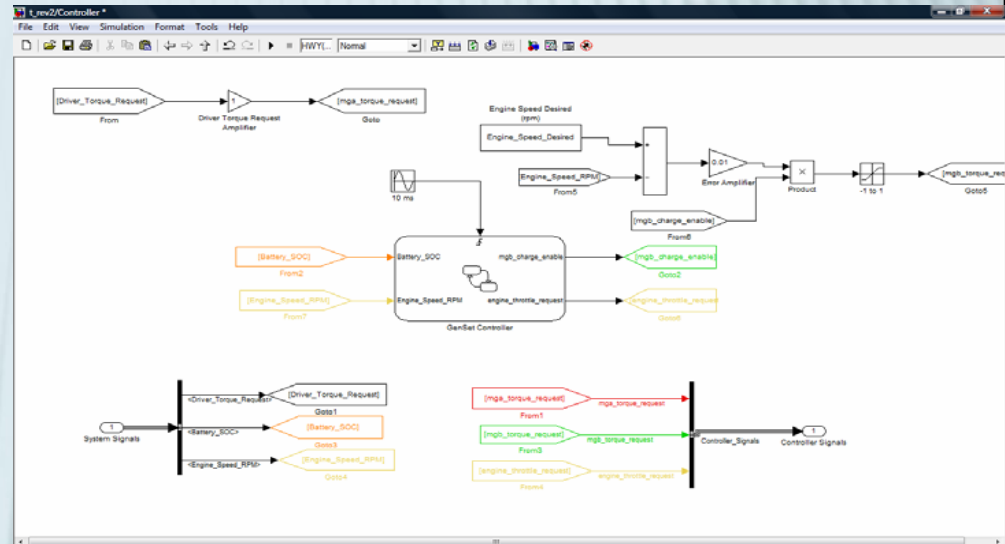 t_rev2/Controller *
File Edit View Simulation Format Tools Help
HWY(... Normal
[Driver_Torque_Request]
From
1
Driver Torque Request
Amplifier
[mga_torque_request]
Goto
Engine Speed Desired
(rpm)
Engine_Speed_Desired
[Engine_Speed_RPM]
From5
+
-
0.01
Error Amplifier
[mgb_charge_enable]
From8
×
Product
-1 to 1
[mgb_torque_req
Goto5
10 ms
[Battery_SOC]
From2
[Engine_Speed_RPM]
From7
Battery_SOC
Engine_Speed_RPM
mgb_charge_enable
engine_throttle_request
GenSet Controller
[mgb_charge_enable]
Goto2
[engine_throttle_request]
Goto6
1
System Signals
<Driver_Torque_Request>
<Battery_SOC>
<Engine_Speed_RPM>
[Driver_Torque_Request]
Goto1
[Battery_SOC]
Goto3
[Engine_Speed_RPM]
Goto4
[mga_torque_request]
From1
[mgb_torque_request]
From3
[engine_throttle_request]
From4
mga_torque_request
mgb_torque_request
engine_throttle_request
Controller_Signals
1
Controller Signals